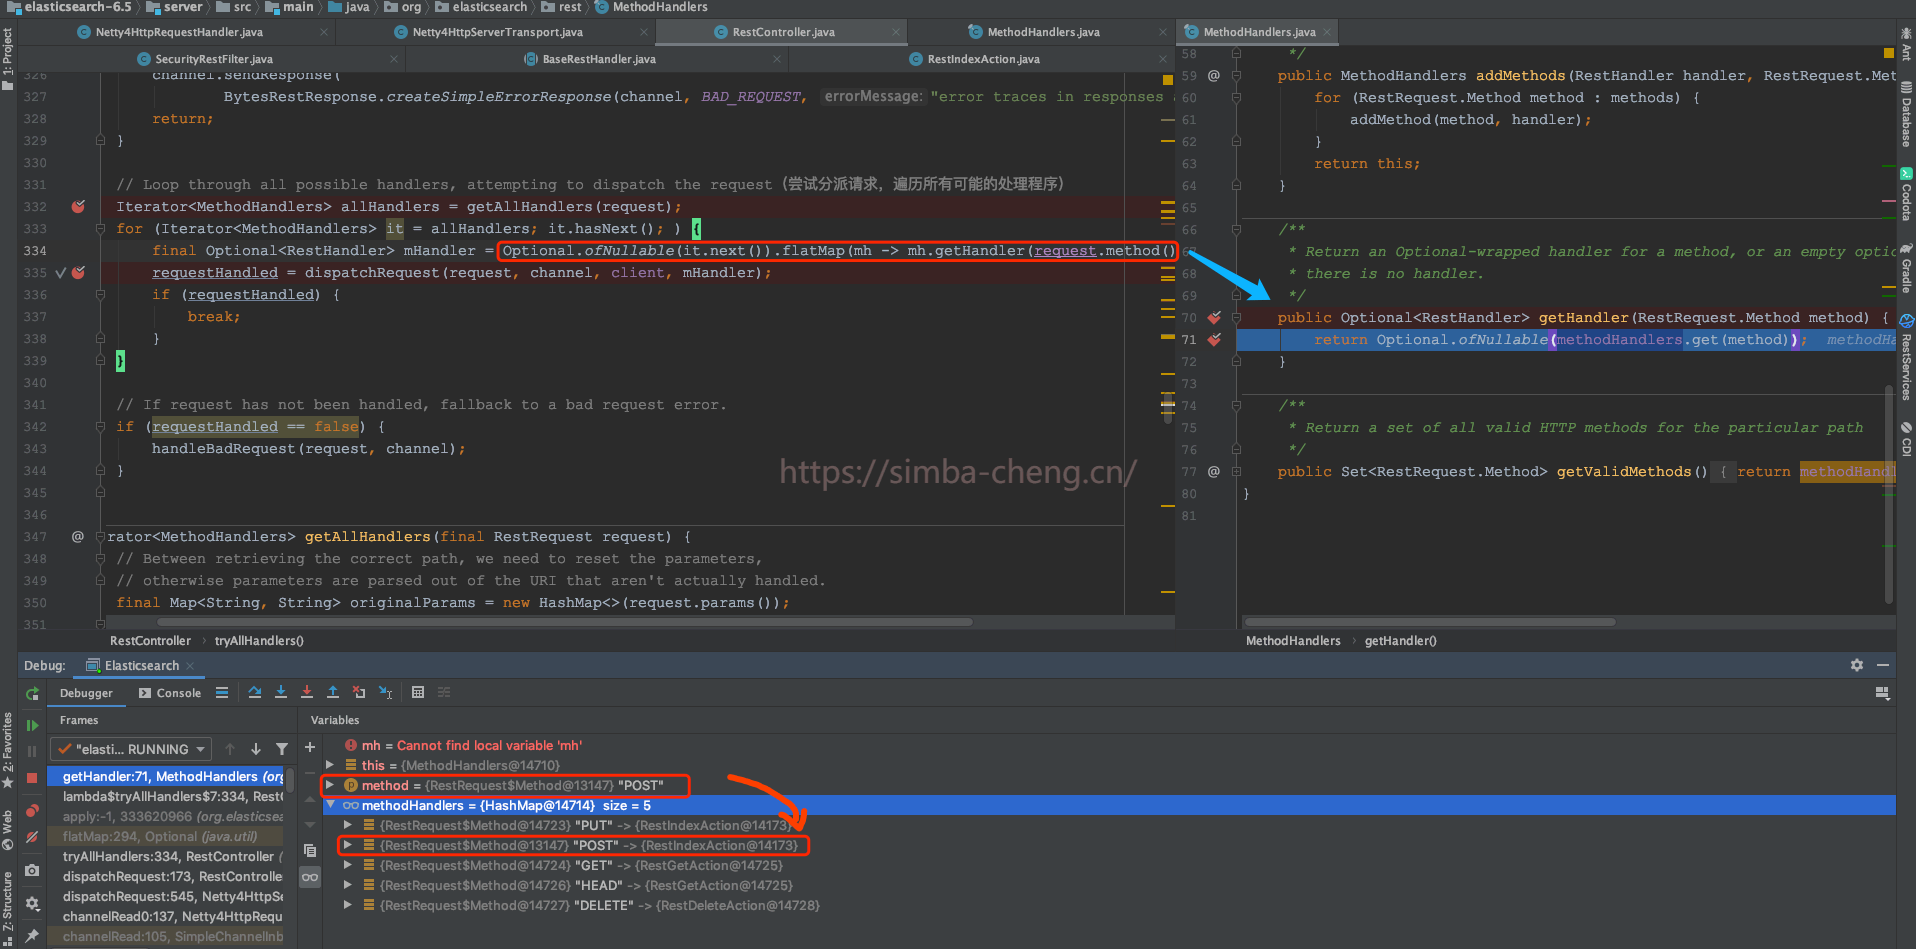 elasticsearch-6.5 〉 server 〉 src 〉 main 〉 java 〉 org 〉 elasticsearch 〉 rest 〉 MethodHandlers
Netty4HttpRequestHandler.java
Netty4HttpServerTransport.java
RestController.java
MethodHandlers.java
SecurityRestFilter.java
BaseRestHandler.java
RestIndexAction.java
326 channel.sendResponse(
327 BytesRestResponse.createSimpleErrorResponse(channel, BAD_REQUEST, errorMessage: "error traces in responses
328 return;
329 }
330
331 // Loop through all possible handlers, attempting to dispatch the request (尝试分派请求，遍历所有可能的处理程序)
332 Iterator<MethodHandlers> allHandlers = getAllHandlers(request);
333 for (Iterator<MethodHandlers> it = allHandlers; it.hasNext(); ) {
334 final Optional<RestHandler> mHandler = Optional.ofNullable(it.next()).flatMap(mh -> mh.getHandler(request.method()
335 requestHandled = dispatchRequest(request, channel, client, mHandler);
336 if (requestHandled) {
337 break;
338 }
339 }
340
341 // If request has not been handled, fallback to a bad request error.
342 if (requestHandled == false) {
343 handleBadRequest(request, channel);
344 }
345
346
347 @ rator<MethodHandlers> getAllHandlers(final RestRequest request) {
348 // Between retrieving the correct path, we need to reset the parameters,
349 // otherwise parameters are parsed out of the URI that aren't actually handled.
350 final Map<String, String> originalParams = new HashMap<>(request.params());
351
RestController 〉 tryAllHandlers()
https://simba-cheng.cn/
MethodHandlers.java
58 */
59 @ public MethodHandlers addMethods(RestHandler handler, RestRequest.Met
60 for (RestRequest.Method method : methods) {
61 addMethod(method, handler);
62 }
63 return this;
64 }
65
66 /**
67 * Return an Optional-wrapped handler for a method, or an empty optio
68 * there is no handler.
69 */
70 public Optional<RestHandler> getHandler(RestRequest.Method method) {
71 return Optional.ofNullable(methodHandlers.get(method)); methodHa
72 }
73
74 /**
75 * Return a set of all valid HTTP methods for the particular path
76 */
77 @ public Set<RestRequest.Method> getValidMethods() { return methodHandl
80 }
81
MethodHandlers 〉 getHandler()
1: Project
2: Favorites
Web
Z: Structure
Ant
Database
Codota
Gradle
RestServices
CDI
Debug: Elasticsearch
Debugger Console
Frames
"elasti... RUNNING
getHandler:71, MethodHandlers (org
lambda$tryAllHandlers$7:334, RestC
apply:-1, 333620966 (org.elasticsea
flatMap:294, Optional (java.util)
tryAllHandlers:334, RestController (
dispatchRequest:173, RestControlle
dispatchRequest:545, Netty4HttpSe
channelRead0:137, Netty4HttpRequ
channelRead:105, SimpleChannelInb
Variables
mh = Cannot find local variable 'mh'
this = {MethodHandlers@14710}
method = {RestRequest$Method@13147} "POST"
methodHandlers = {HashMap@14714} size = 5
{RestRequest$Method@14723} "PUT" -> {RestIndexAction@14173}
{RestRequest$Method@13147} "POST" -> {RestIndexAction@14173}
{RestRequest$Method@14724} "GET" -> {RestGetAction@14725}
{RestRequest$Method@14726} "HEAD" -> {RestGetAction@14725}
{RestRequest$Method@14727} "DELETE" -> {RestDeleteAction@14728}